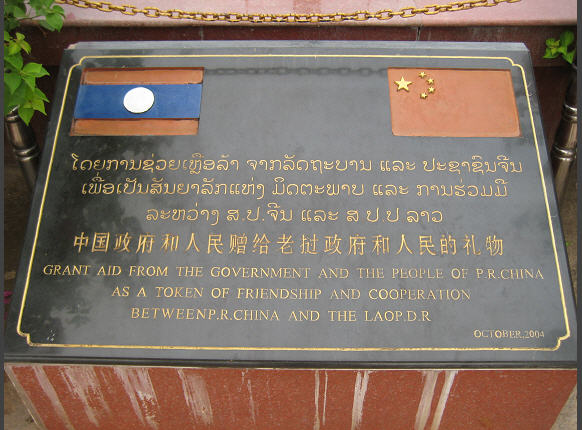 ໂດຍການຊ່ວຍເຫຼືອລ້າ ຈາກລັດຖະບານ ແລະ ປະຊາຊົນຈີນ
ເພື່ອເປັນສັນຍາລັກແຫ່ງ ມິດຕະພາບ ແລະ ການຮ່ວມມື
ລະຫວ່າງ ສ.ປ.ຈີນ ແລະ ສ ປ ປ ລາວ
中国政府和人民赠给老挝政府和人民的礼物
GRANT AID FROM THE GOVERNMENT AND THE PEOPLE OF P.R.CHINA
AS A TOKEN OF FRIENDSHIP AND COOPERATION
BETWEENP.R.CHINA AND THE LAOP.D.R
OCTOBER.2004